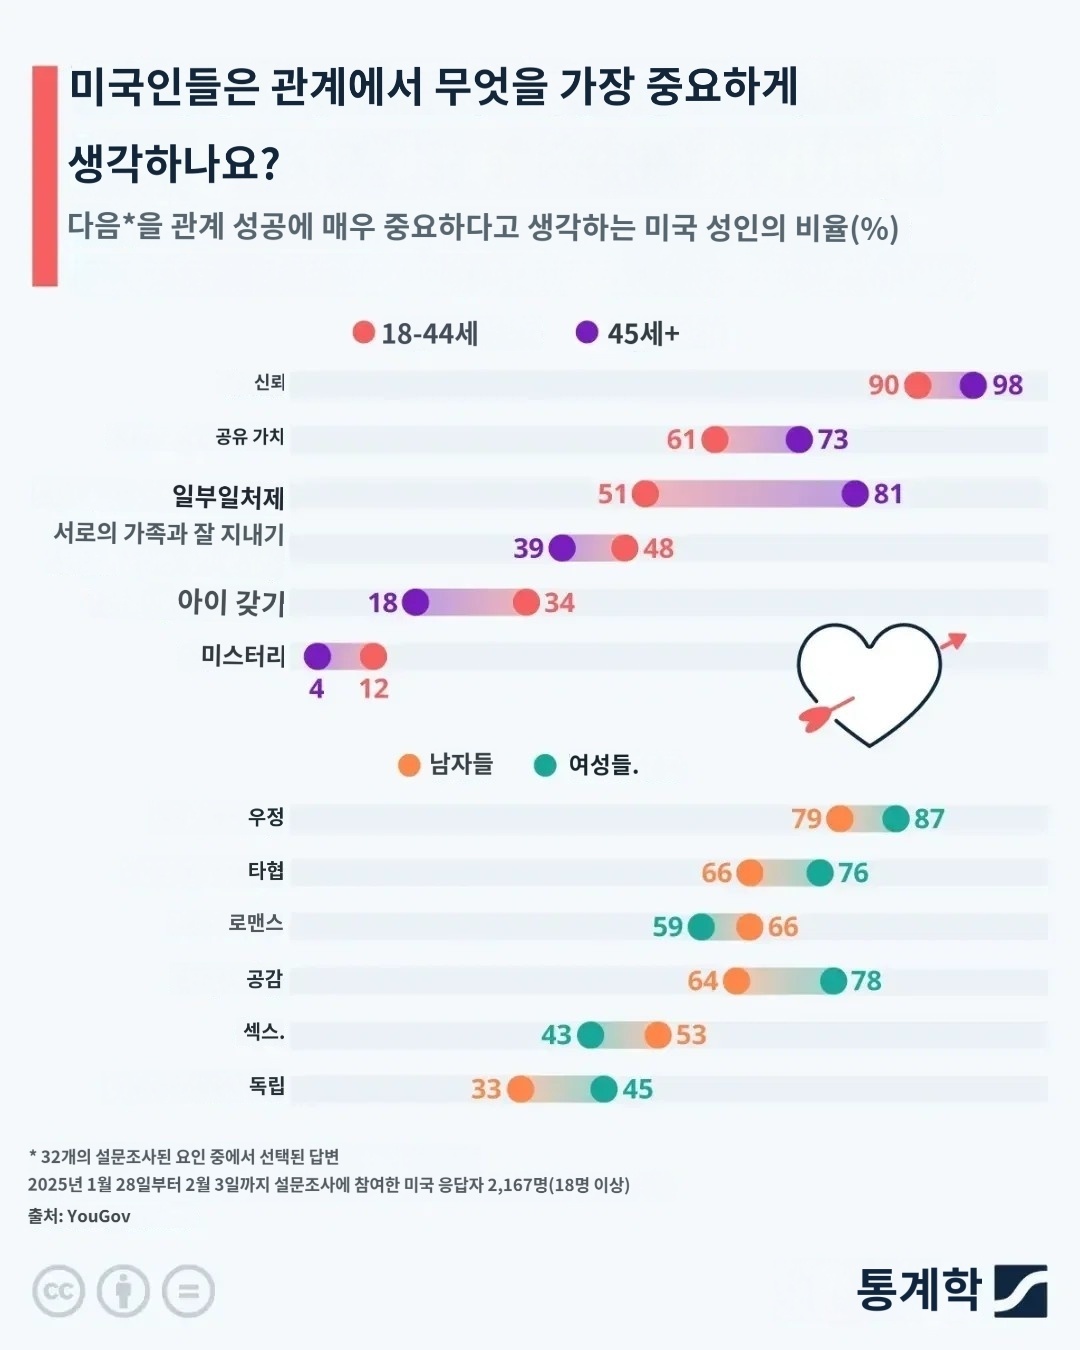 미국인들은 관계에서 무엇을 가장 중요하게
생각하나요?
다음*을 관계 성공에 매우 중요하다고 생각하는 미국 성인의 비율(%)
18-44세 45세+
신뢰 90 98
공유 가치 61 73
일부일처제 51 81
서로의 가족과 잘 지내기 39 48
아이 갖기 18 34
미스터리
4 12
남자들 여성들.
우정 79 87
타협 66 76
로맨스 59 66
공감 64 78
섹스. 43 53
독립 33 45
* 32개의 설문조사된 요인 중에서 선택된 답변
2025년 1월 28일부터 2월 3일까지 설문조사에 참여한 미국 응답자 2,167명(18명 이상)
출처: YouGov
cc
통계학